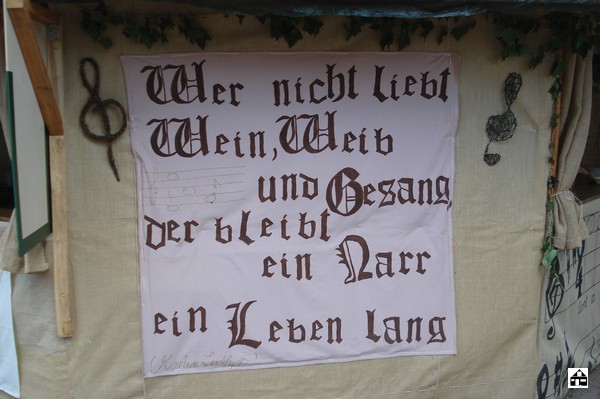 Wer nicht liebt
Wein, Weib
und Gesang,
der bleibt
ein Narr
ein Leben lang